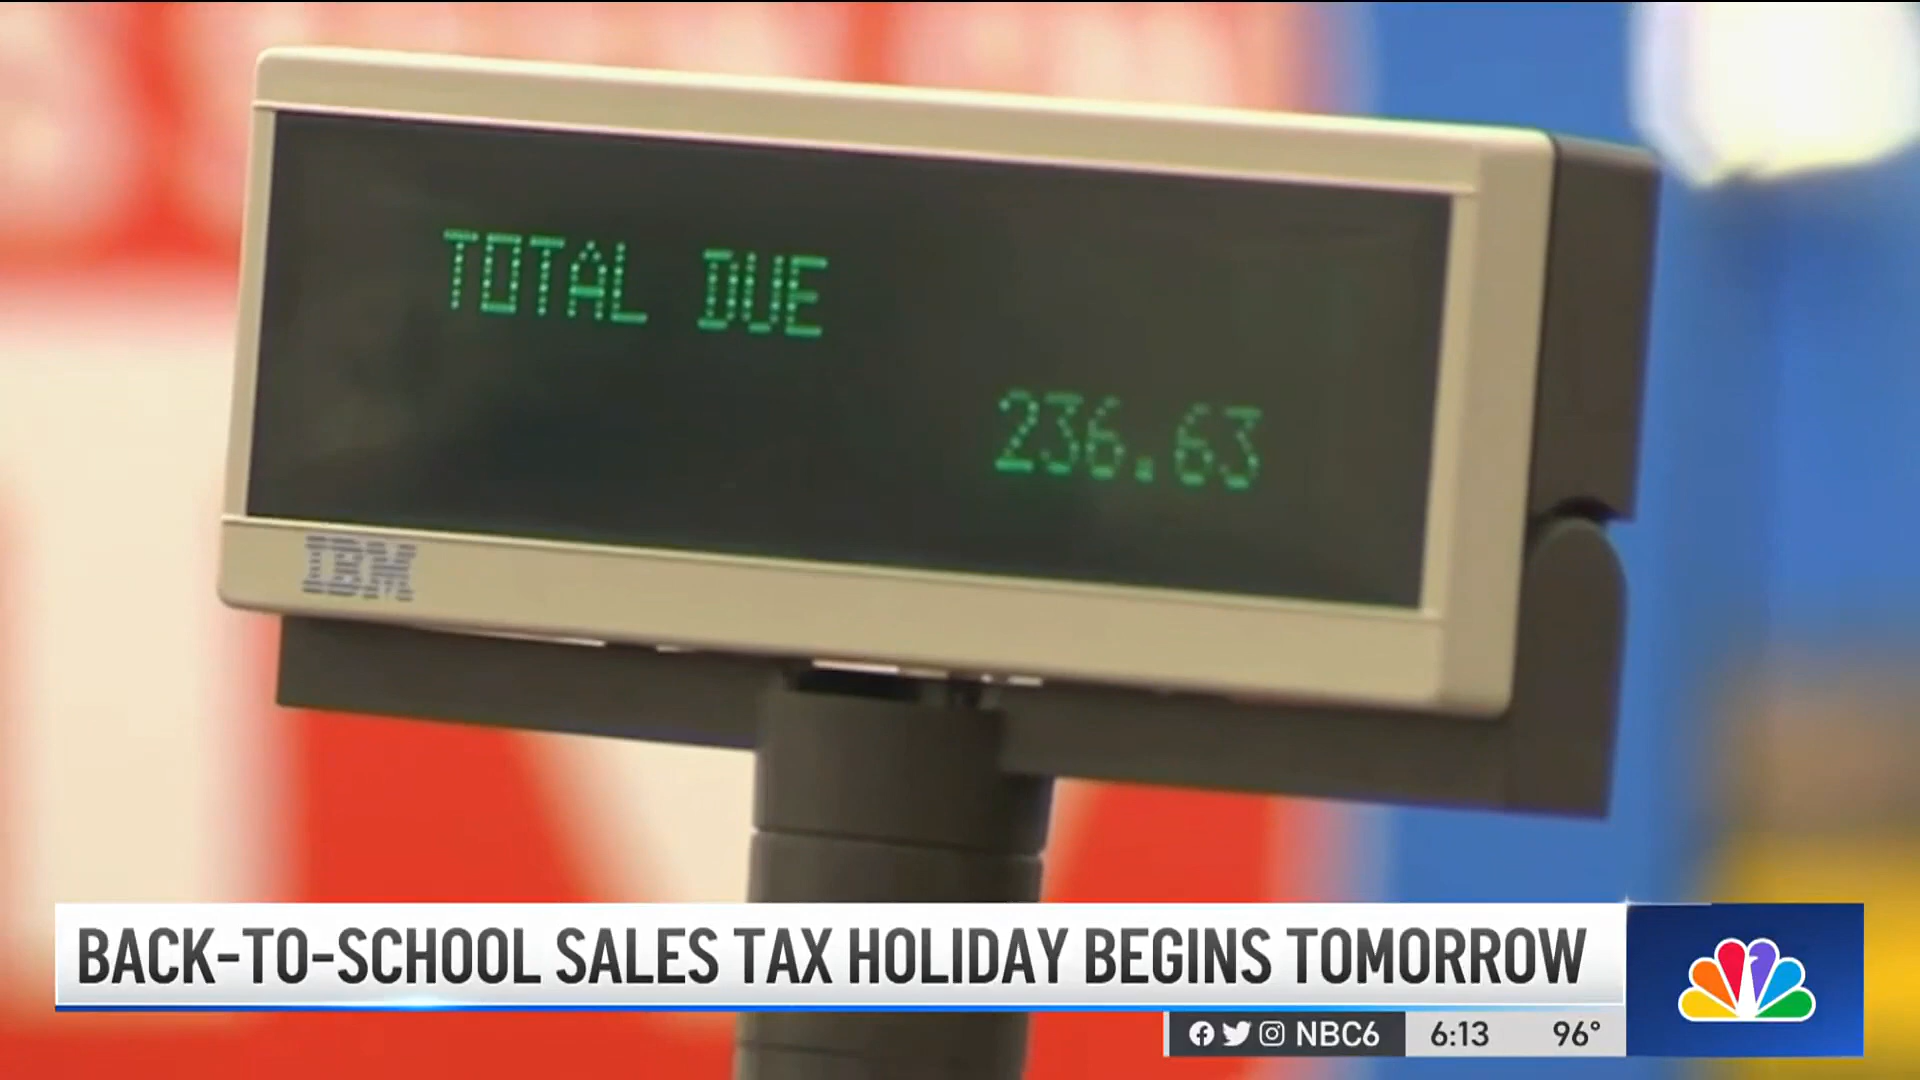 TOTAL DUE
236.63
IBM
BACK-TO-SCHOOL SALES TAX HOLIDAY BEGINS TOMORROW
NBC6 6:13 96°